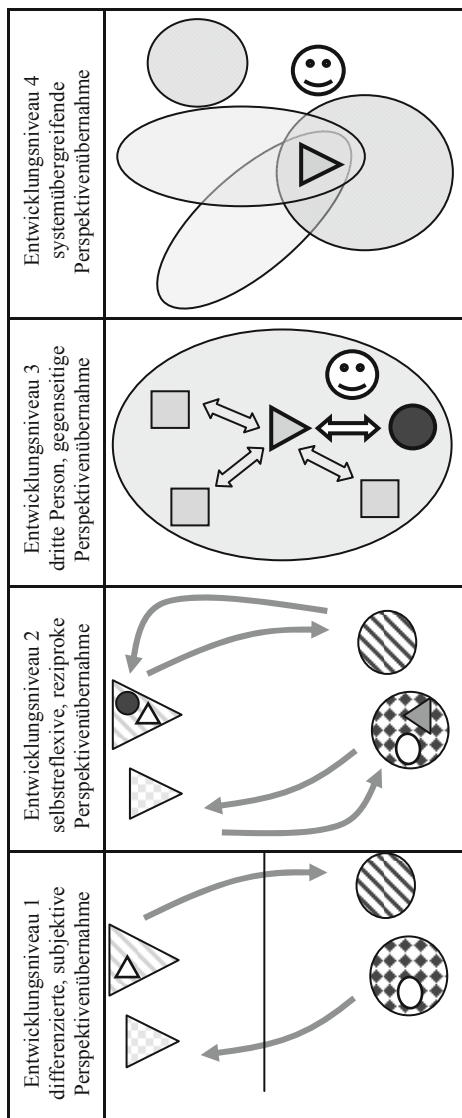 Entwicklungsniveau 1
differenzierte, subjektive
Perspektivenübernahme
Entwicklungsniveau 2
selbstreflexive, reziproke
Perspektivenübernahme
Entwicklungsniveau 3
dritte Person, gegenseitige
Perspektivenübernahme
Entwicklungsniveau 4
systemübergreifende
Perspektivenübernahme